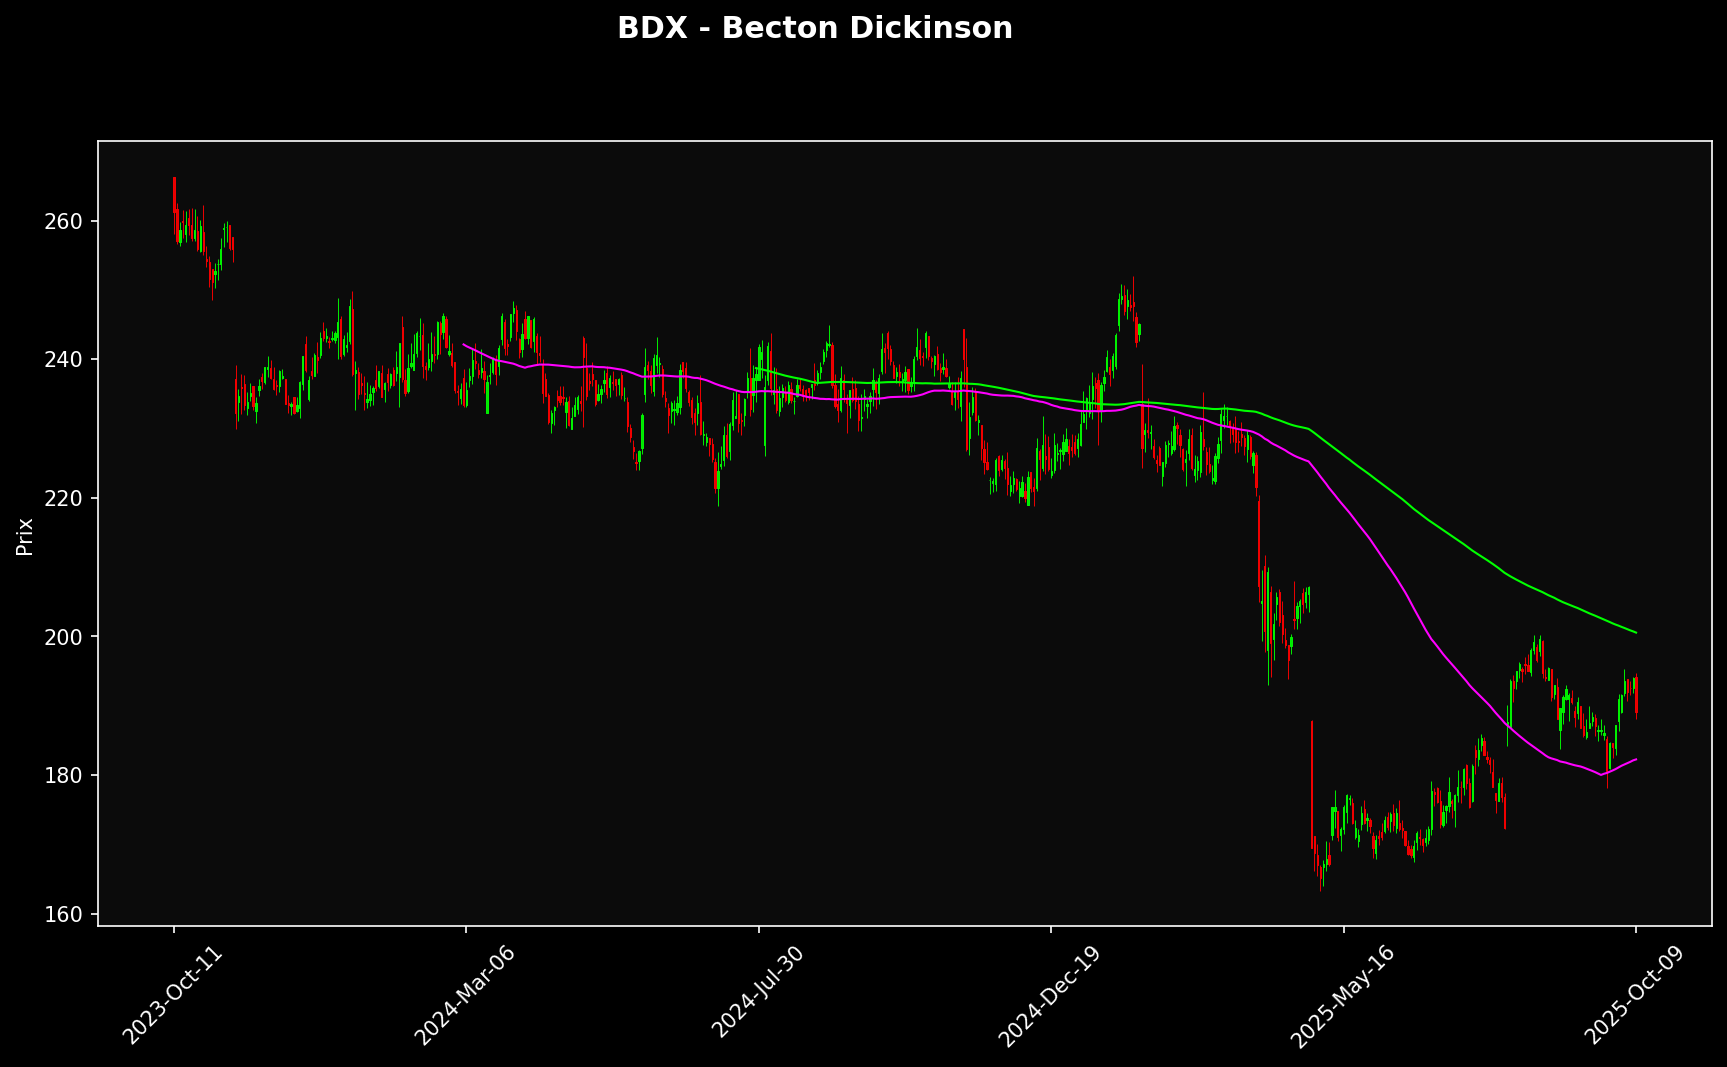 BDX - Becton Dickinson
Prix
260
240
220
200
180
160
2023-Oct-11
2024-Mar-06
2024-Jul-30
2024-Dec-19
2025-May-16
2025-Oct-09